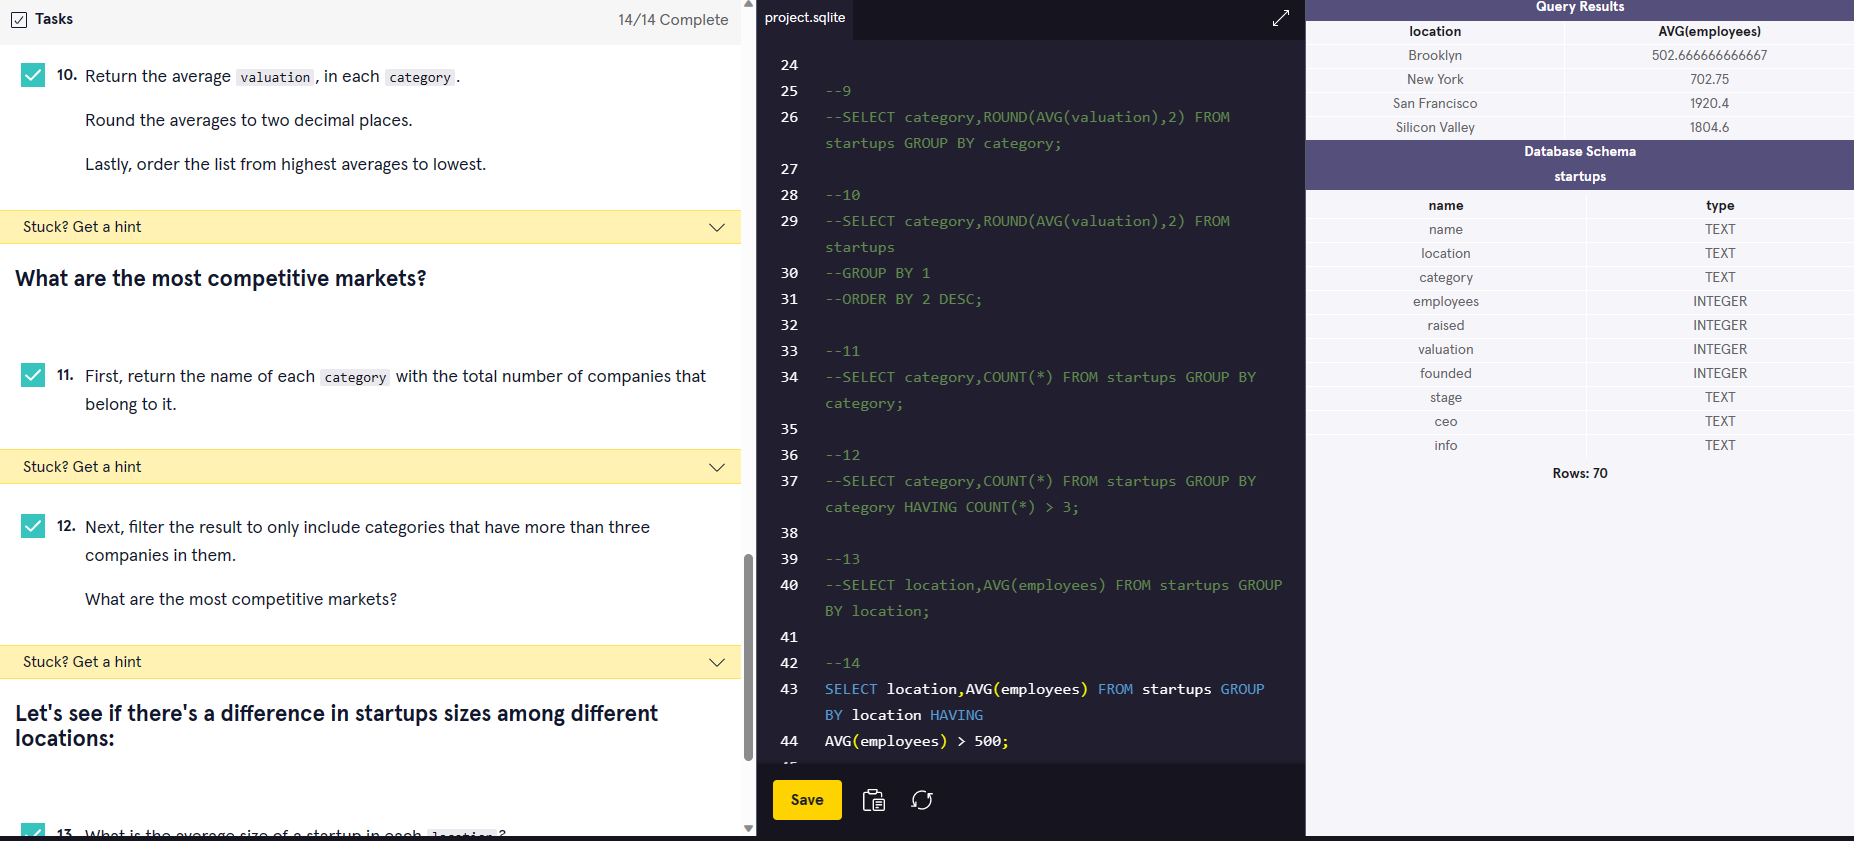 Tasks
14/14 Complete
10. Return the average valuation, in each category.
Round the averages to two decimal places.
Lastly, order the list from highest averages to lowest.
Stuck? Get a hint
What are the most competitive markets?
11. First, return the name of each category with the total number of companies that
belong to it.
Stuck? Get a hint
12. Next, filter the result to only include categories that have more than three
companies in them.
What are the most competitive markets?
Stuck? Get a hint
Let's see if there's a difference in startups sizes among different
locations:
13. What is the average size of a startup in each location?
project.sqlite
24
25 --9
26 --SELECT category,ROUND(AVG(valuation),2) FROM
startups GROUP BY category;
27
28 --10
29 --SELECT category,ROUND(AVG(valuation),2) FROM
startups
30 --GROUP BY 1
31 --ORDER BY 2 DESC;
32
33 --11
34 --SELECT category,COUNT(*) FROM startups GROUP BY
category;
35
36 --12
37 --SELECT category,COUNT(*) FROM startups GROUP BY
category HAVING COUNT(*) > 3;
38
39 --13
40 --SELECT location,AVG(employees) FROM startups GROUP
BY location;
41
42 --14
43 SELECT location,AVG(employees) FROM startups GROUP
BY location HAVING
44 AVG(employees) > 500;
Save
Query Results
location AVG(employees)
Brooklyn 502.666666666667
New York 702.75
San Francisco 1920.4
Silicon Valley 1804.6
Database Schema
startups
name type
name TEXT
location TEXT
category TEXT
employees INTEGER
raised INTEGER
valuation INTEGER
founded INTEGER
stage TEXT
ceo TEXT
info TEXT
Rows: 70